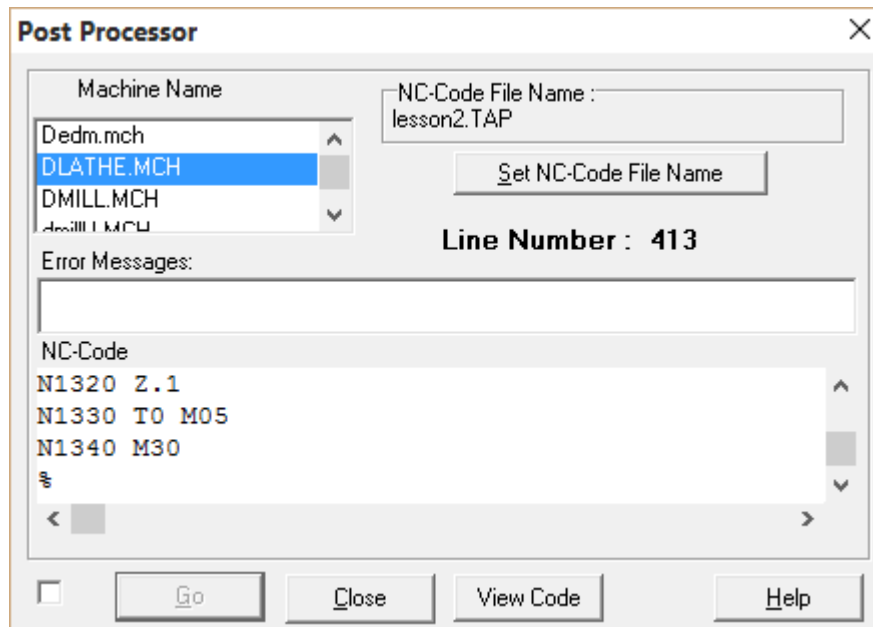 Post Processor
Machine Name
NC-Code File Name :
lesson2.TAP
Dedm.mch
DLATHE.MCH
DMILL.MCH
Set NC-Code File Name
Line Number : 413
Error Messages:
NC-Code
N1320 Z.1
N1330 T0 M05
N1340 M30
%
Go
Close
View Code
Help